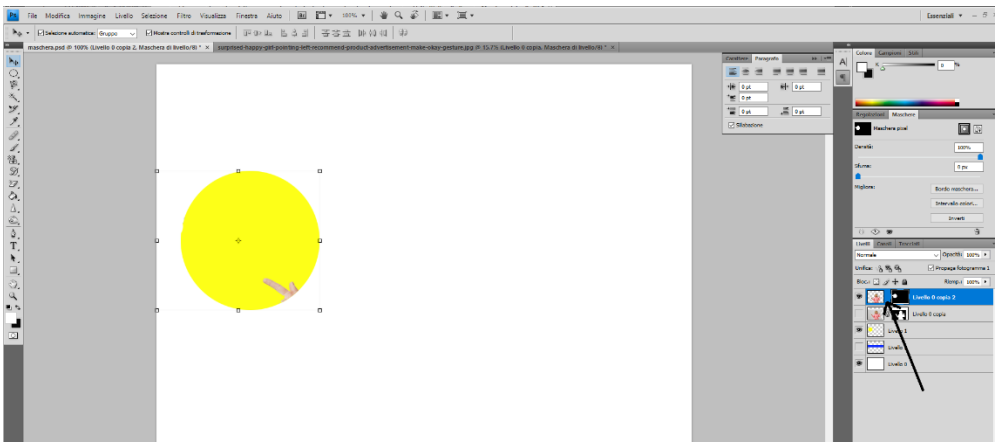 Ps File Modifica Immagine Livello Selezione Filtro Visualizza Finestra Aiuto 100% Essenziali
Selezione automatica: Gruppo Mostra controlli di trasformazione
maschera.psd @ 100% (Livello 0 copia 2, Maschera di livello/8) * × surprised-happy-girl-pointing-left-recommend-product-advertisement-make-okay-gesture.jpg @ 15,7% (Livello 0 copia, Maschera di livello/8) * ×
Carattere Paragrafo
0 pt 0 pt
0 pt
0 pt 0 pt
Sillabazione
Colore Campioni Stili
K 0 %
Regolazioni Maschere
Maschera pixel
Densità: 100%
Sfuma: 0 px
Migliora: Bordo maschera...
Intervallo colori...
Inverti
Livelli Canali Tracciati
Normale Opacità: 100%
Unifica: Propaga fotogramma 1
Bloc.: Riemp.: 100%
Livello 0 copia 2
Livello 0 copia
1
Livello
Livello 0